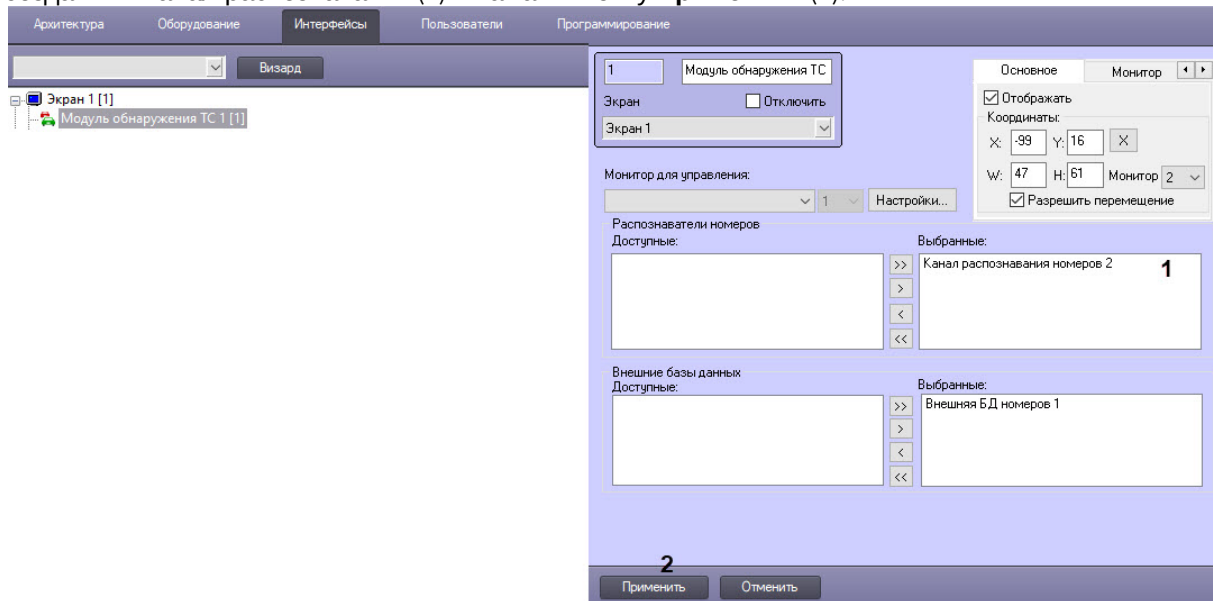 Архитектура Оборудование Интерфейсы Пользователи Программирование
Визард
Экран 1 [1]
Модуль обнаружения ТС 1 [1]
1 Модуль обнаружения ТС
Экран Отключить
Экран 1
Основное Монитор
Отображать
Координаты:
X: -99 Y: 16 X
W: 47 H: 61 Монитор 2
Разрешить перемещение
Монитор для управления:
1 Настройки...
Распознаватели номеров
Доступные: Выбранные:
>> Канал распознавания номеров 2 1
>
<
<<
Внешние базы данных
Доступные: Выбранные:
>> Внешняя БД номеров 1
>
<
<<
2
Применить Отменить